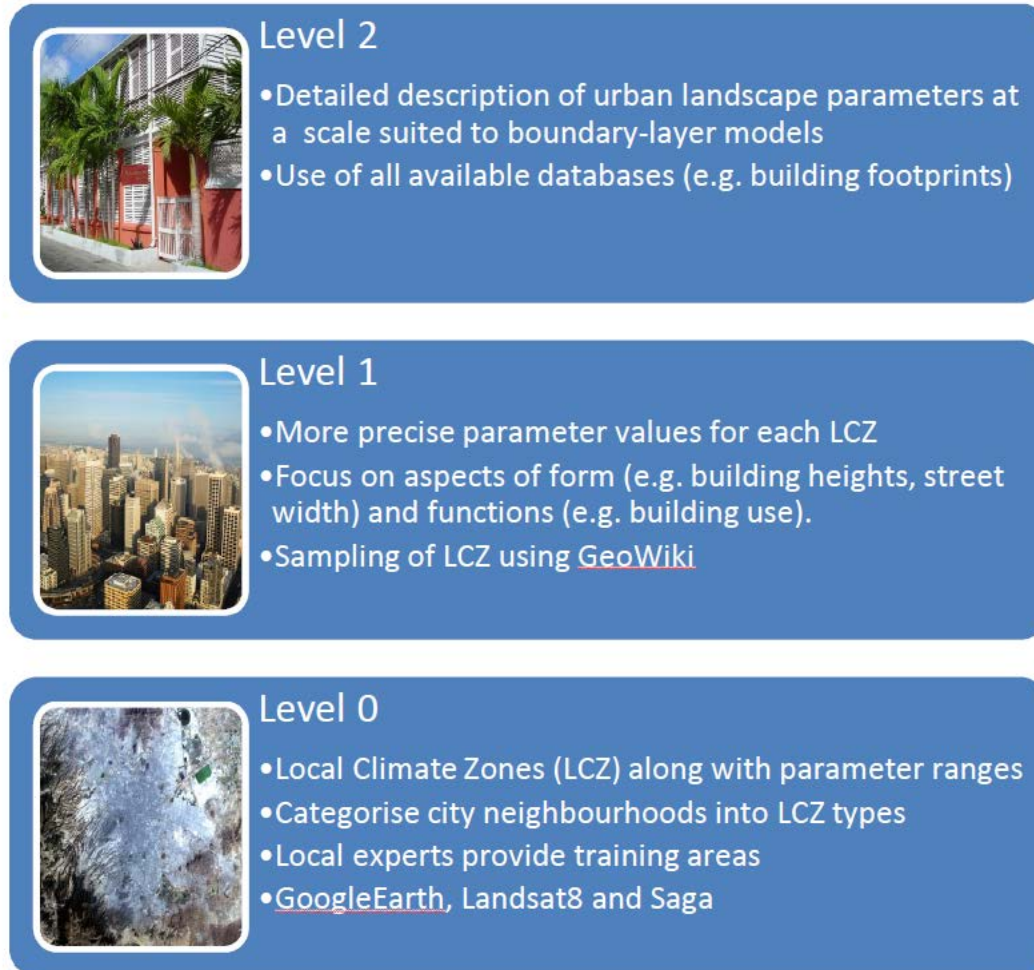 Level 2
•Detailed description of urban landscape parameters at
a scale suited to boundary-layer models
•Use of all available databases (e.g. building footprints)
Level 1
•More precise parameter values for each LCZ
•Focus on aspects of form (e.g. building heights, street
width) and functions (e.g. building use).
•Sampling of LCZ using GeoWiki
Level 0
•Local Climate Zones (LCZ) along with parameter ranges
•Categorise city neighbourhoods into LCZ types
•Local experts provide training areas
•GoogleEarth, Landsat8 and Saga